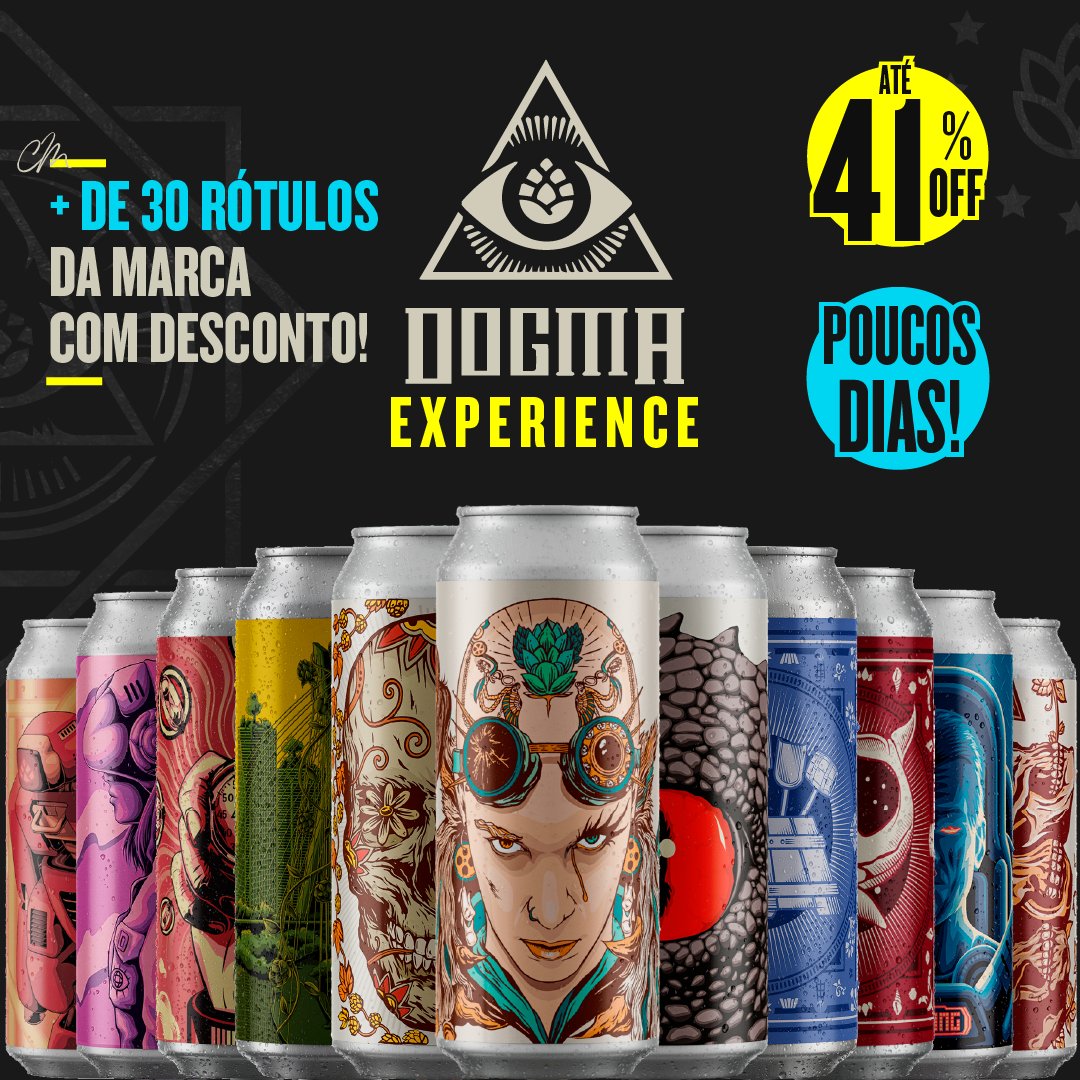 + DE 30 RÓTULOS
DA MARCA
COM DESCONTO!
DOGMA
EXPERIENCE
ATÉ
41% OFF
POUCOS
DIAS!